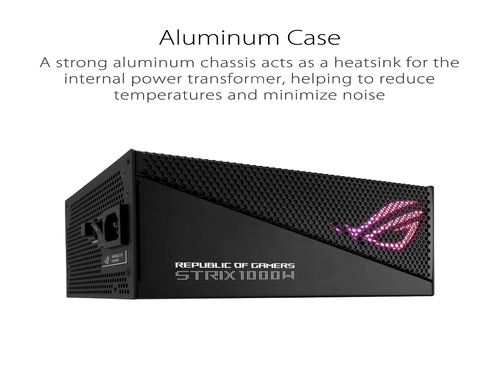 Aluminum Case
A strong aluminum chassis acts as a heatsink for the
internal power transformer, helping to reduce
temperatures and minimize noise
REPUBLIC OF GAMERS
STRIX1000W